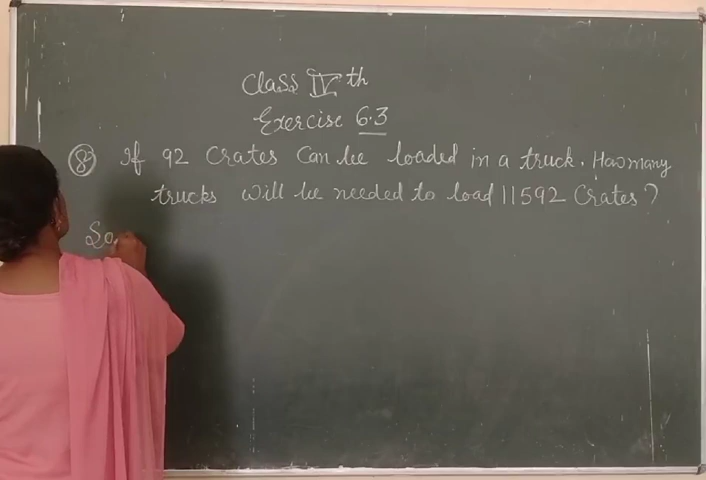 Class IV th
Exercise 6.3
8 If 92 Crates Can be loaded in a truck. How many
trucks will be needed to load 11592 Crates?
So